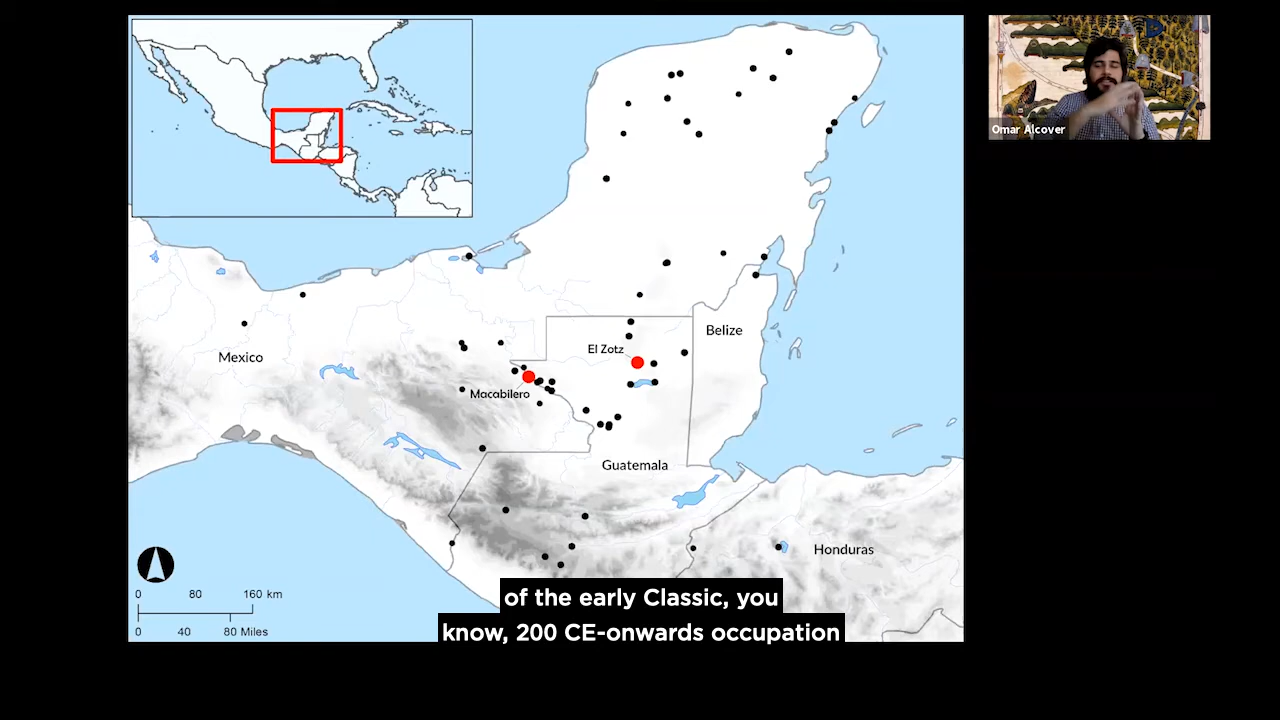 Omar Alcover
Belize
El Zotz
Mexico
Macabilero
Guatemala
Honduras
0 80 160 km
0 40 80 Miles
of the early Classic, you
know, 200 CE-onwards occupation